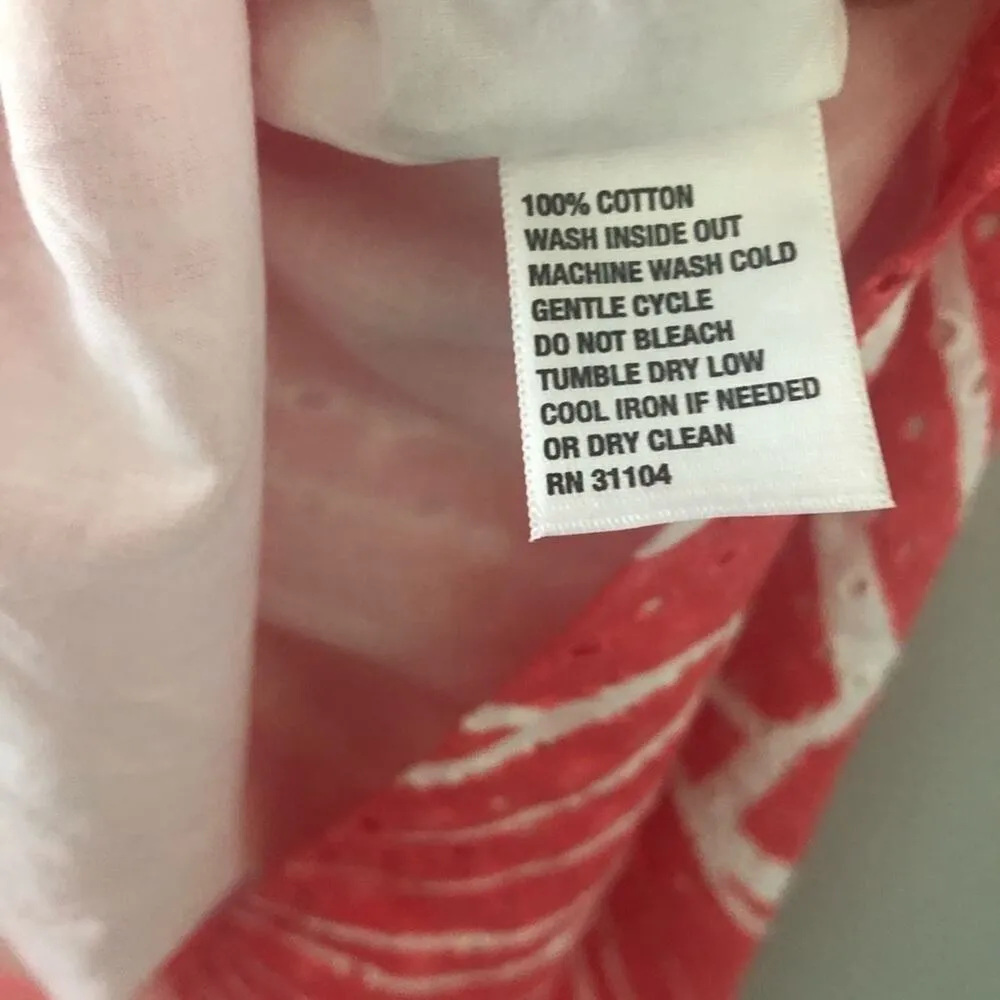 100% COTTON
WASH INSIDE OUT
MACHINE WASH COLD
GENTLE CYCLE
DO NOT BLEACH
TUMBLE DRY LOW
COOL IRON IF NEEDED
OR DRY CLEAN
RN 31104